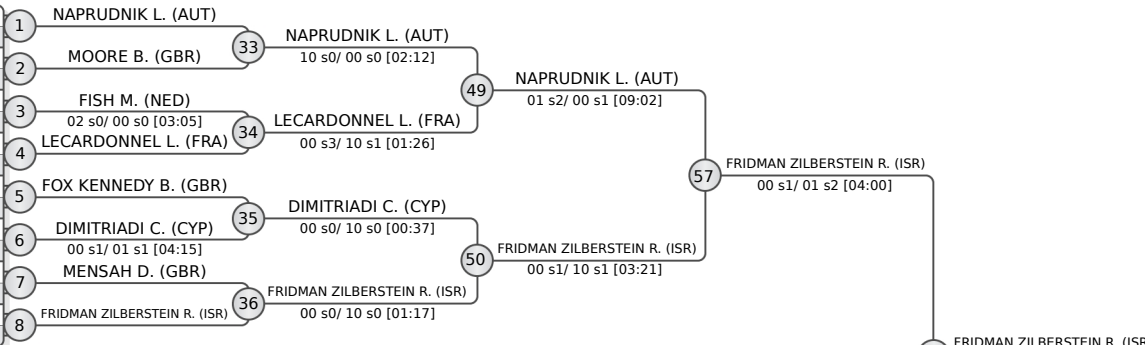 1
NAPRUDNIK L. (AUT)
2
MOORE B. (GBR)
33
NAPRUDNIK L. (AUT)
10 s0/ 00 s0 [02:12]
3
FISH M. (NED)
02 s0/ 00 s0 [03:05]
4
LECARDONNEL L. (FRA)
34
LECARDONNEL L. (FRA)
00 s3/ 10 s1 [01:26]
49
NAPRUDNIK L. (AUT)
01 s2/ 00 s1 [09:02]
5
FOX KENNEDY B. (GBR)
6
DIMITRIADI C. (CYP)
00 s1/ 01 s1 [04:15]
35
DIMITRIADI C. (CYP)
00 s0/ 10 s0 [00:37]
7
MENSAH D. (GBR)
8
FRIDMAN ZILBERSTEIN R. (ISR)
36
FRIDMAN ZILBERSTEIN R. (ISR)
00 s0/ 10 s0 [01:17]
50
FRIDMAN ZILBERSTEIN R. (ISR)
00 s1/ 10 s1 [03:21]
57
FRIDMAN ZILBERSTEIN R. (ISR)
00 s1/ 01 s2 [04:00]
FRIDMAN ZILBERSTEIN R.